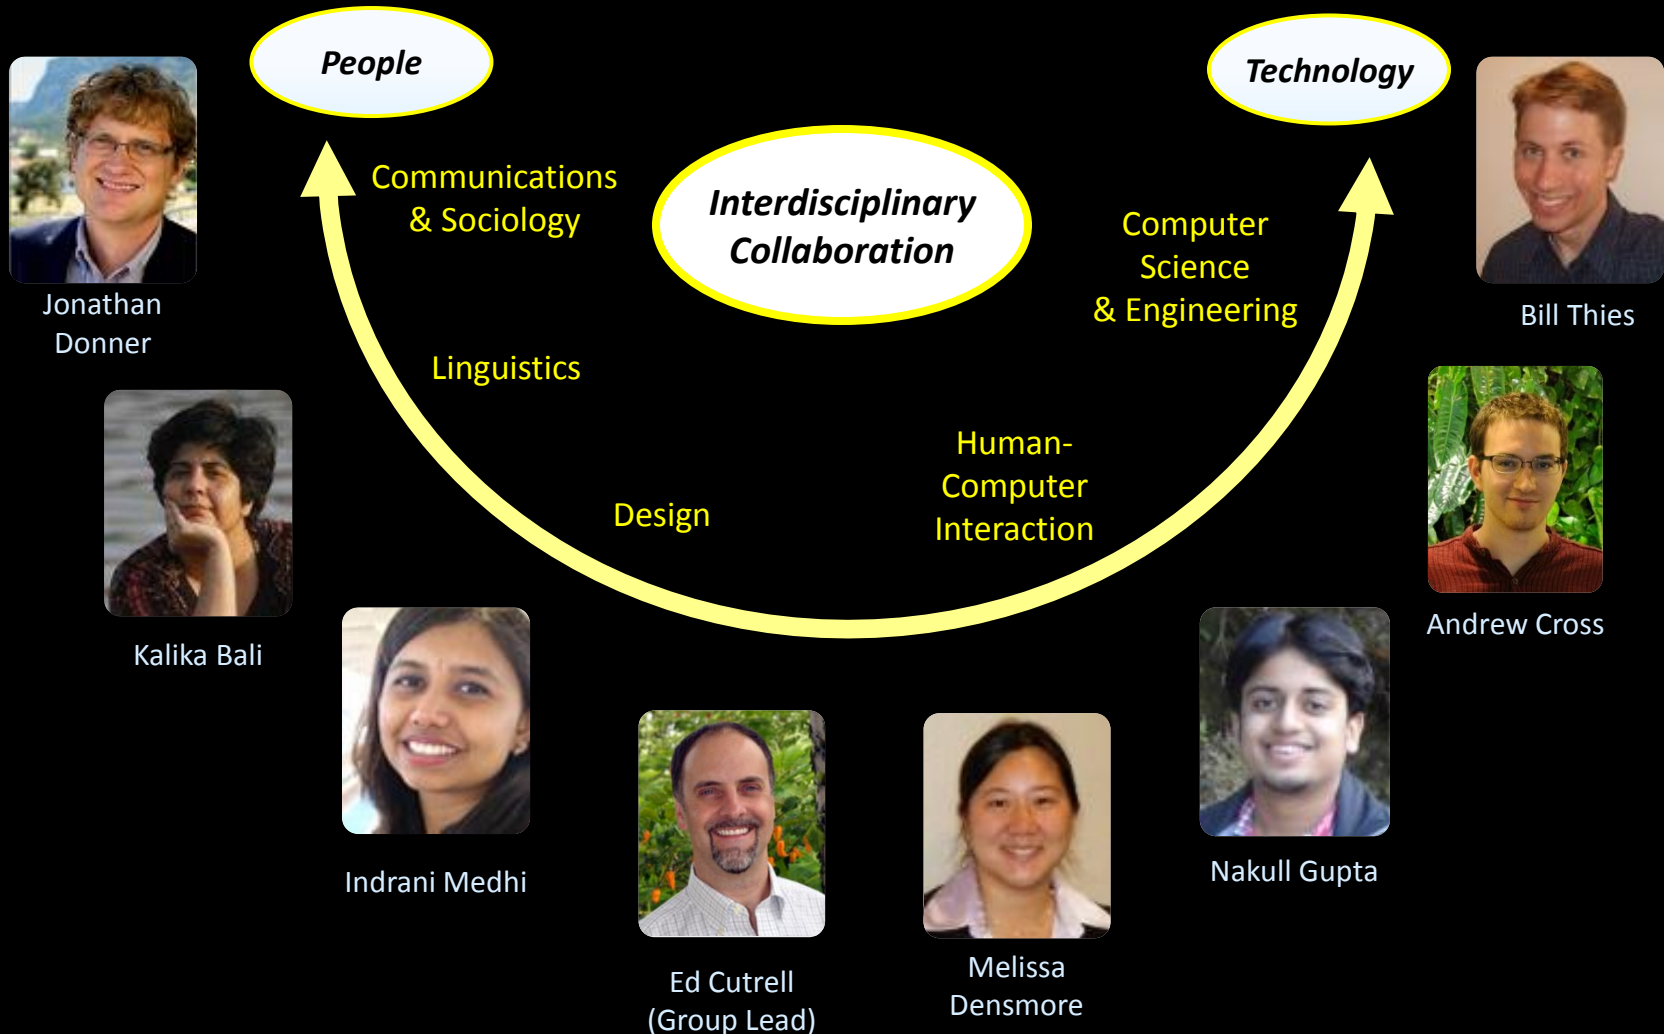 People
Technology
Interdisciplinary
Collaboration
Communications
& Sociology
Linguistics
Design
Human-
Computer
Interaction
Computer
Science
& Engineering
Jonathan
Donner
Kalika Bali
Indrani Medhi
Ed Cutrell
(Group Lead)
Melissa
Densmore
Nakull Gupta
Andrew Cross
Bill Thies